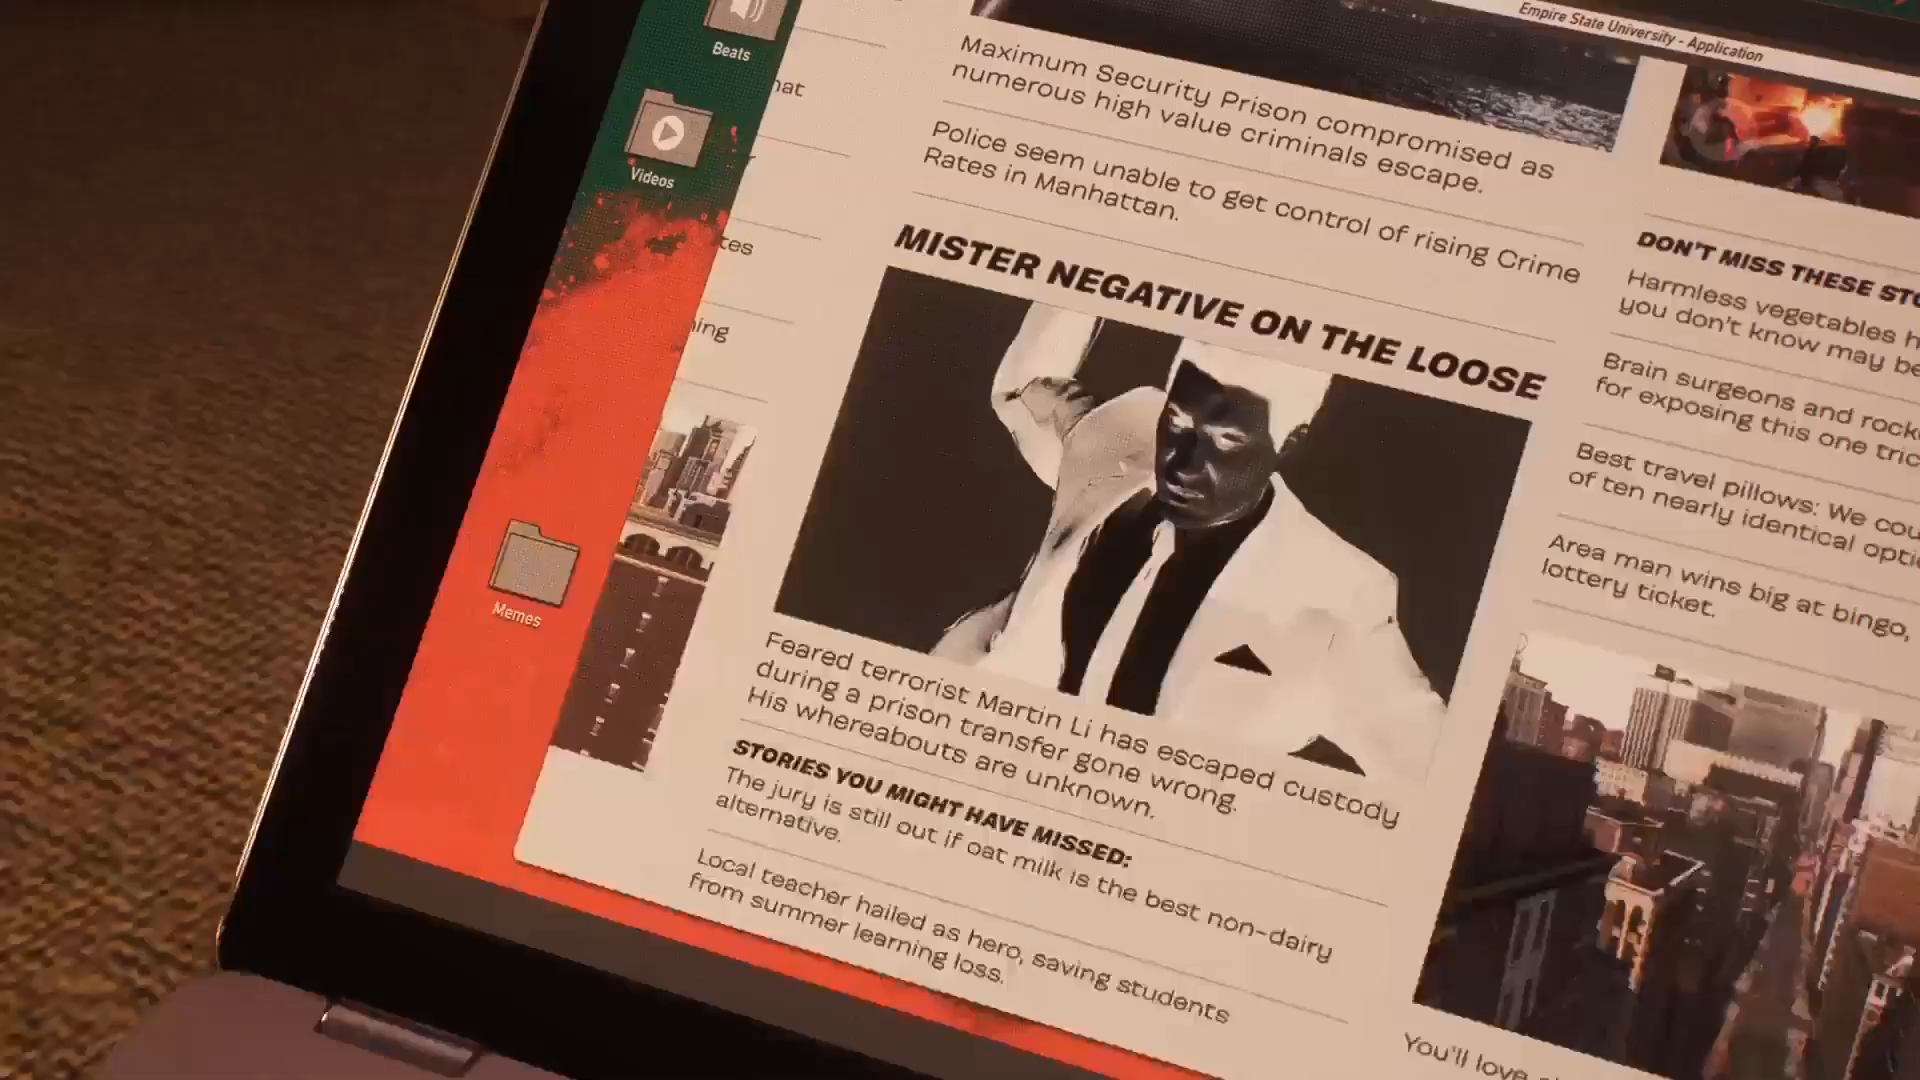 Empire State University - Application
Beats
Videos
Memes
Maximum Security Prison compromised as
numerous high value criminals escape.
Police seem unable to get control of rising Crime
Rates in Manhattan.
MISTER NEGATIVE ON THE LOOSE
Feared terrorist Martin Li has escaped custody
during a prison transfer gone wrong.
His whereabouts are unknown.
STORIES YOU MIGHT HAVE MISSED:
The jury is still out if oat milk is the best non-dairy
alternative.
Local teacher hailed as hero, saving students
from summer learning loss.
DON'T MISS THESE
Harmless vegetables
you don't know may be
Brain surgeons and
for exposing this one
Best travel pillows: We
of ten nearly identical
Area man wins big at bingo,
lottery ticket.
You'll love